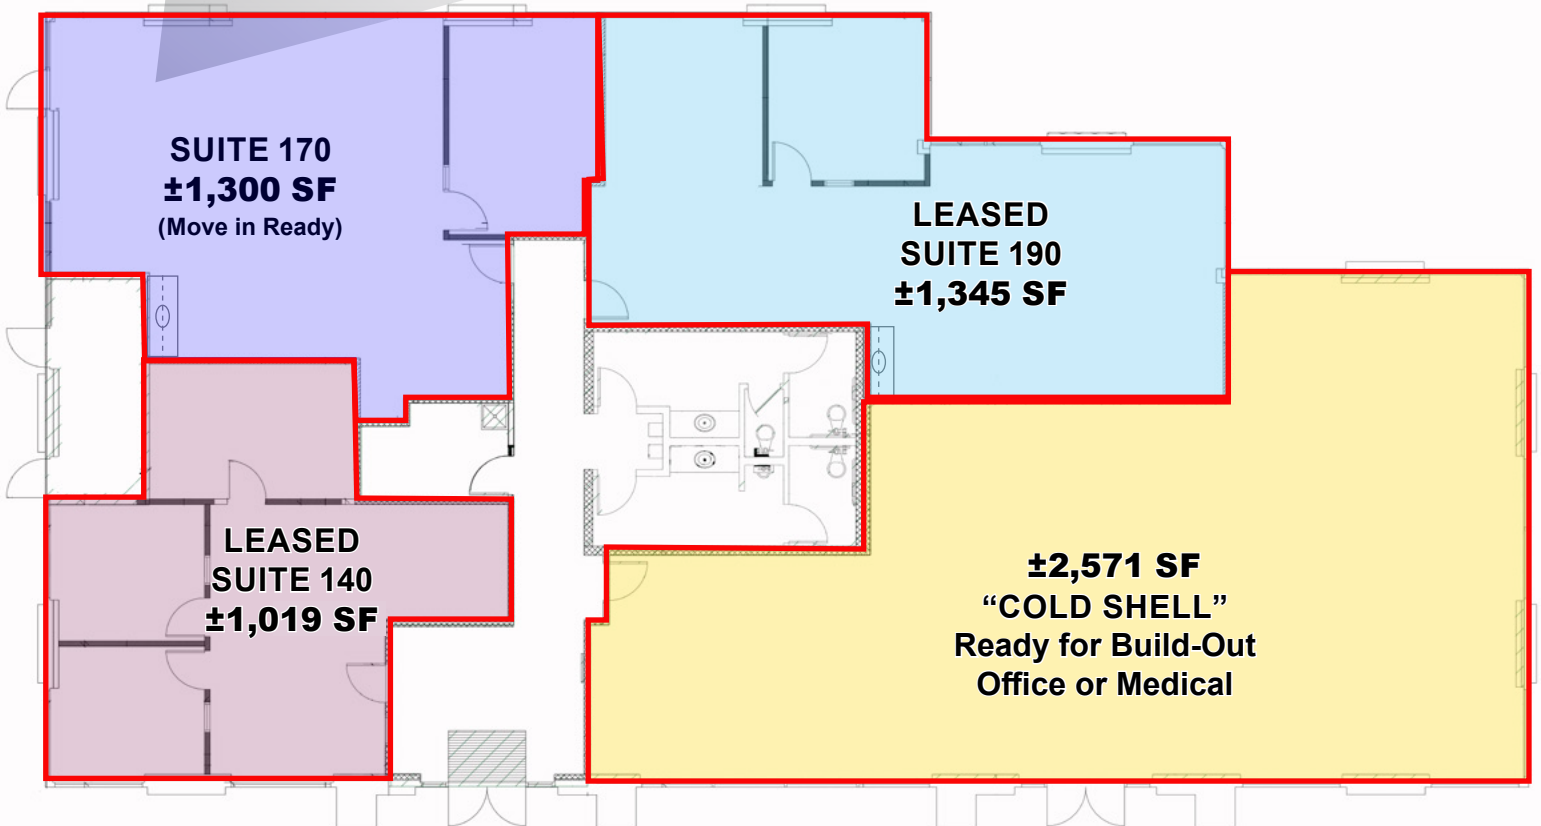 SUITE 170
±1,300 SF
(Move in Ready)
LEASED
SUITE 190
±1,345 SF
LEASED
SUITE 140
±1,019 SF
±2,571 SF
“COLD SHELL”
Ready for Build-Out
Office or Medical